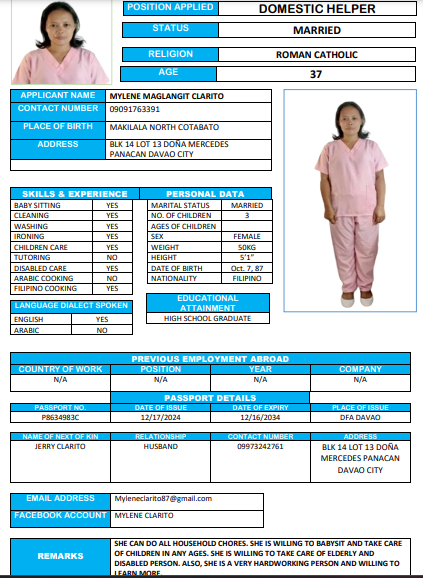 POSITION APPLIED DOMESTIC HELPER
STATUS MARRIED
RELIGION ROMAN CATHOLIC
AGE 37
APPLICANT NAME MYLENE MAGLANGIT CLARITO
CONTACT NUMBER 09091763391
PLACE OF BIRTH MAKILALA NORTH COTABATO
ADDRESS BLK 14 LOT 13 DOÑA MERCEDES
PANACAN DAVAO CITY
SKILLS & EXPERIENCE
BABY SITTING YES
CLEANING YES
WASHING YES
IRONING YES
CHILDREN CARE YES
TUTORING NO
DISABLED CARE YES
ARABIC COOKING NO
FILIPINO COOKING YES
LANGUAGE DIALECT SPOKEN
ENGLISH YES
ARABIC NO
PERSONAL DATA
MARITAL STATUS MARRIED
NO. OF CHILDREN 3
AGES OF CHILDREN
SEX FEMALE
WEIGHT 50KG
HEIGHT 5'1"
DATE OF BIRTH Oct. 7, 87
NATIONALITY FILIPINO
EDUCATIONAL
ATTAINMENT
HIGH SCHOOL GRADUATE
PREVIOUS EMPLOYMENT ABROAD
COUNTRY OF WORK POSITION YEAR COMPANY
N/A N/A N/A N/A
PASSPORT DETAILS
PASSPORT NO. DATE OF ISSUE DATE OF EXPIRY PLACE OF ISSUE
P8634983C 12/17/2024 12/16/2034 DFA DAVAO
NAME OF NEXT OF KIN RELATIONSHIP CONTACT NUMBER ADDRESS
JERRY CLARITO HUSBAND 09973242761 BLK 14 LOT 13 DOÑA
MERCEDES PANACAN
DAVAO CITY
EMAIL ADDRESS Myleneclarito87@gmail.com
FACEBOOK ACCOUNT MYLENE CLARITO
REMARKS SHE CAN DO ALL HOUSEHOLD CHORES. SHE IS WILLING TO BABYSIT AND TAKE
CARE OF CHILDREN IN ANY AGES. SHE IS WILLING TO TAKE CARE OF ELDERLY AND
DISABLED PERSON. ALSO, SHE IS A VERY HARDWORKING PERSON AND WILLING TO
LEARN MORE